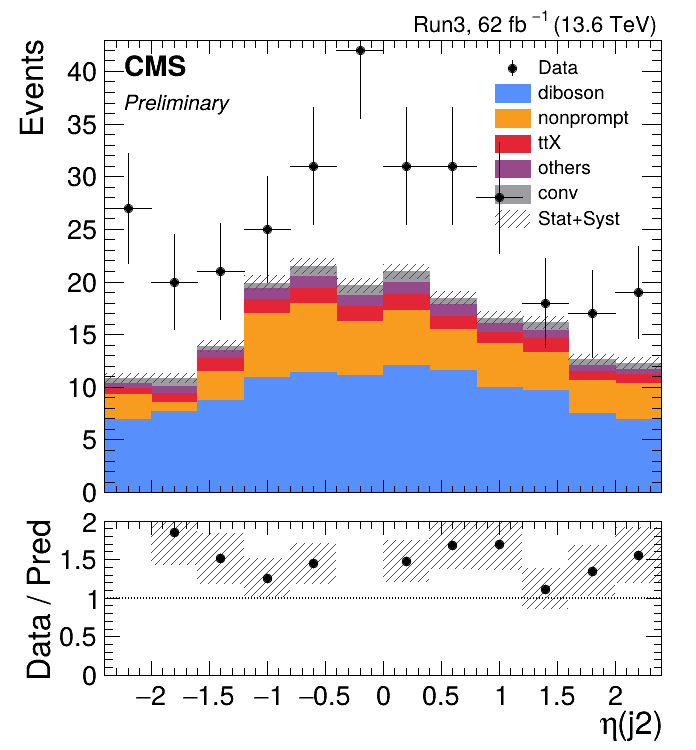 Run3, 62 fb⁻¹ (13.6 TeV)
CMS
Preliminary
Events
40
35
30
25
20
15
10
5
0
Data
diboson
nonprompt
ttX
others
conv
Stat+Syst
Data / Pred
2
1.5
1
0.5
0
−2 −1.5 −1 −0.5 0 0.5 1 1.5 2
η(j2)